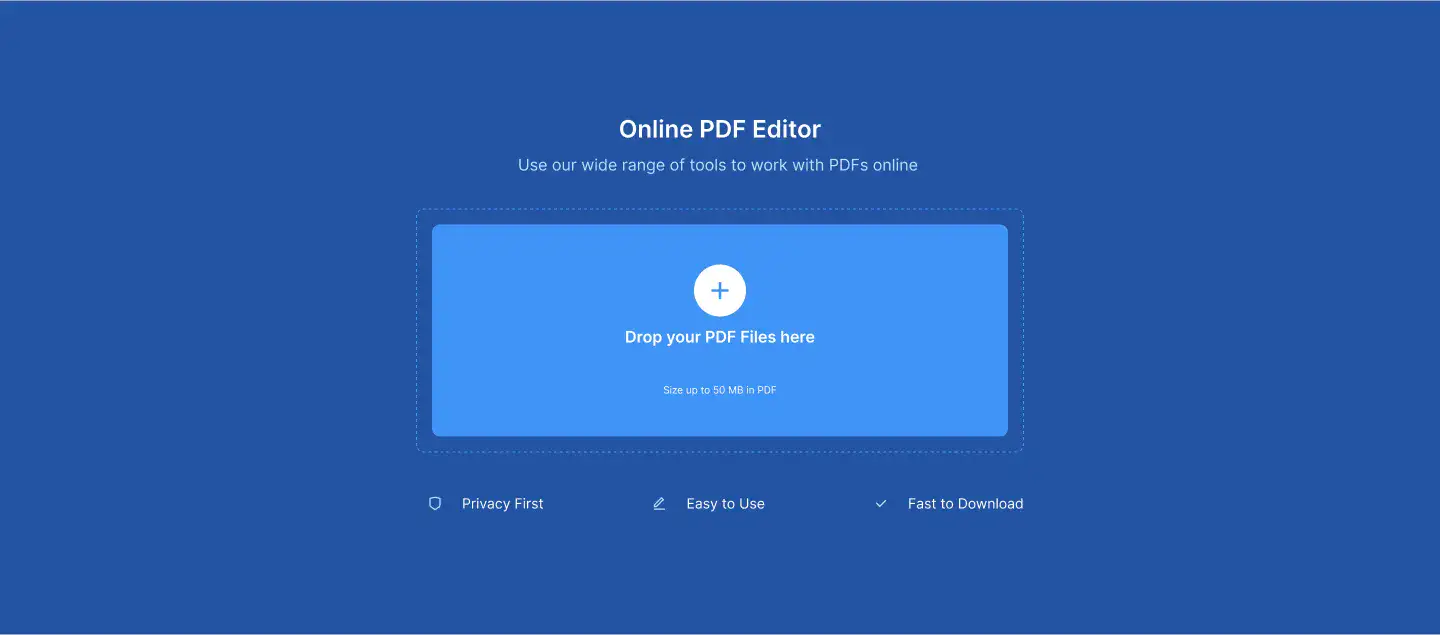 Online PDF Editor
Use our wide range of tools to work with PDFs online
Drop your PDF Files here
Size up to 50 MB in PDF
Privacy First
Easy to Use
Fast to Download